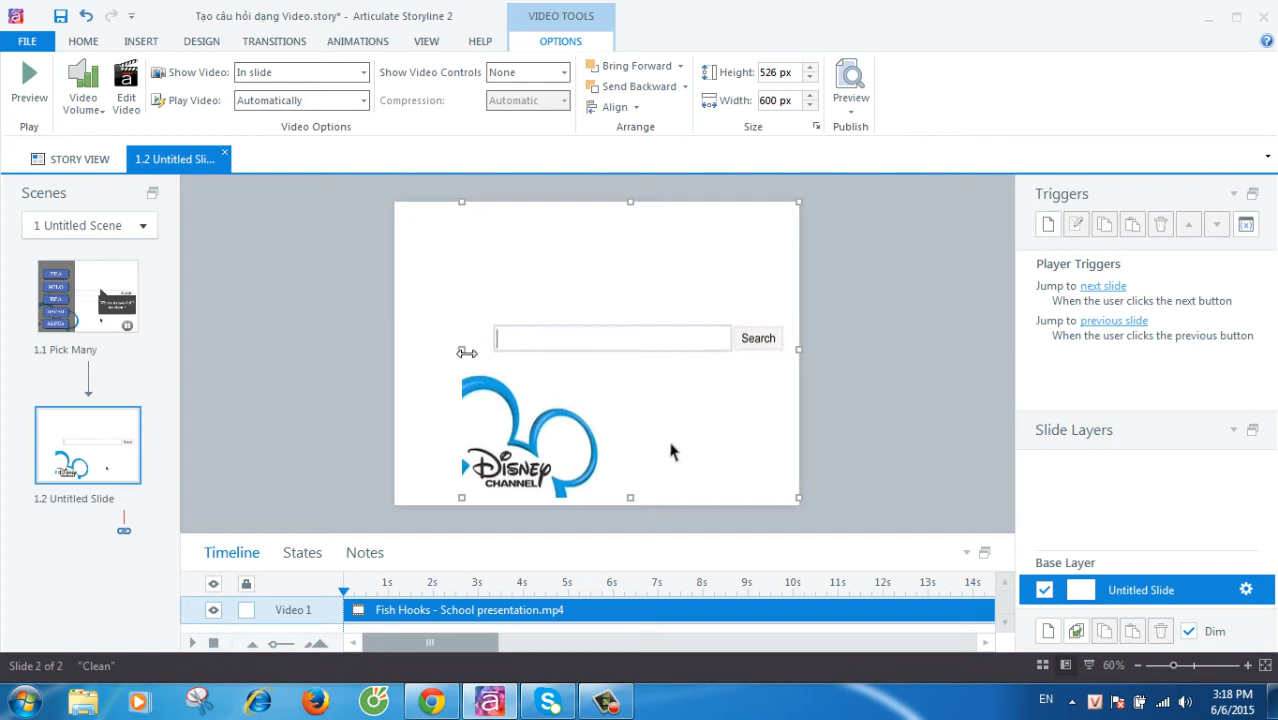 Tạo câu hỏi dạng Video.story* - Articulate Storyline 2
VIDEO TOOLS
FILE
HOME
INSERT
DESIGN
TRANSITIONS
ANIMATIONS
VIEW
HELP
OPTIONS
Preview
Video Volume
Edit Video
Show Video: In slide
Play Video: Automatically
Show Video Controls None
Compression: Automatic
Bring Forward
Send Backward
Align
Height: 526 px
Width: 600 px
Preview
Play
Video Options
Arrange
Size
Publish
STORY VIEW
1.2 Untitled Sli...
Scenes
1 Untitled Scene
1.1 Pick Many
1.2 Untitled Slide
Search
DISNEY
CHANNEL
Triggers
Player Triggers
Jump to next slide
When the user clicks the next button
Jump to previous slide
When the user clicks the previous button
Slide Layers
Base Layer
Untitled Slide
Dim
Timeline
States
Notes
1s 2s 3s 4s 5s 6s 7s 8s 9s 10s 11s 12s 13s 14s
Video 1
Fish Hooks - School presentation.mp4
Slide 2 of 2
"Clean"
60%
EN
3:18 PM
6/6/2015